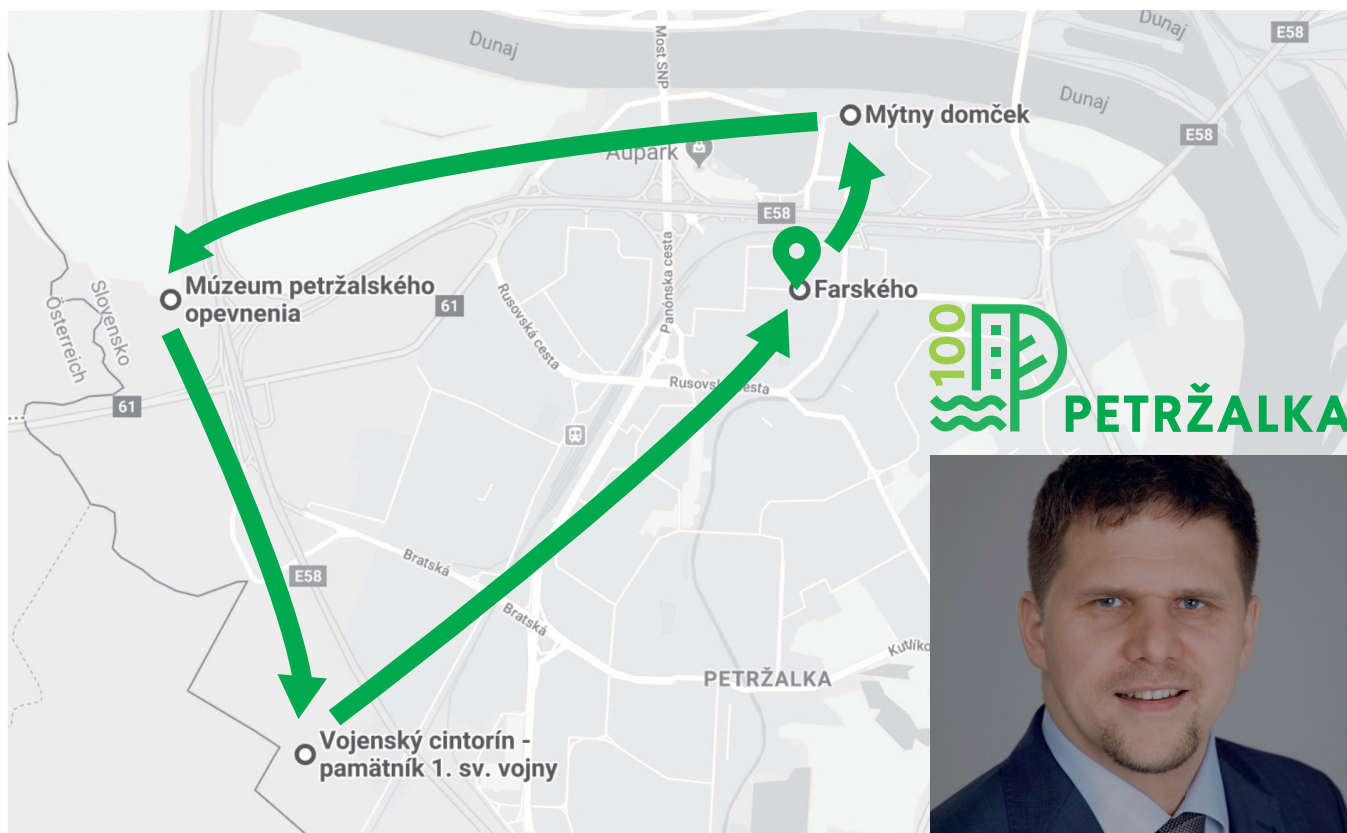 Dunaj
Most SNP
Dunaj
E58
Dunaj
E58
Mýtny domček
Aupark
E58
Panónska cesta
Múzeum petržalského
opevnenia
61
Farského
Slovensko
Österreich
Rusovská cesta
61
Rusovská cesta
100
PETRŽALKA
Bratská
E58
Bratská
PETRŽALKA
Vojenský cintorín -
pamätník 1. sv. vojny